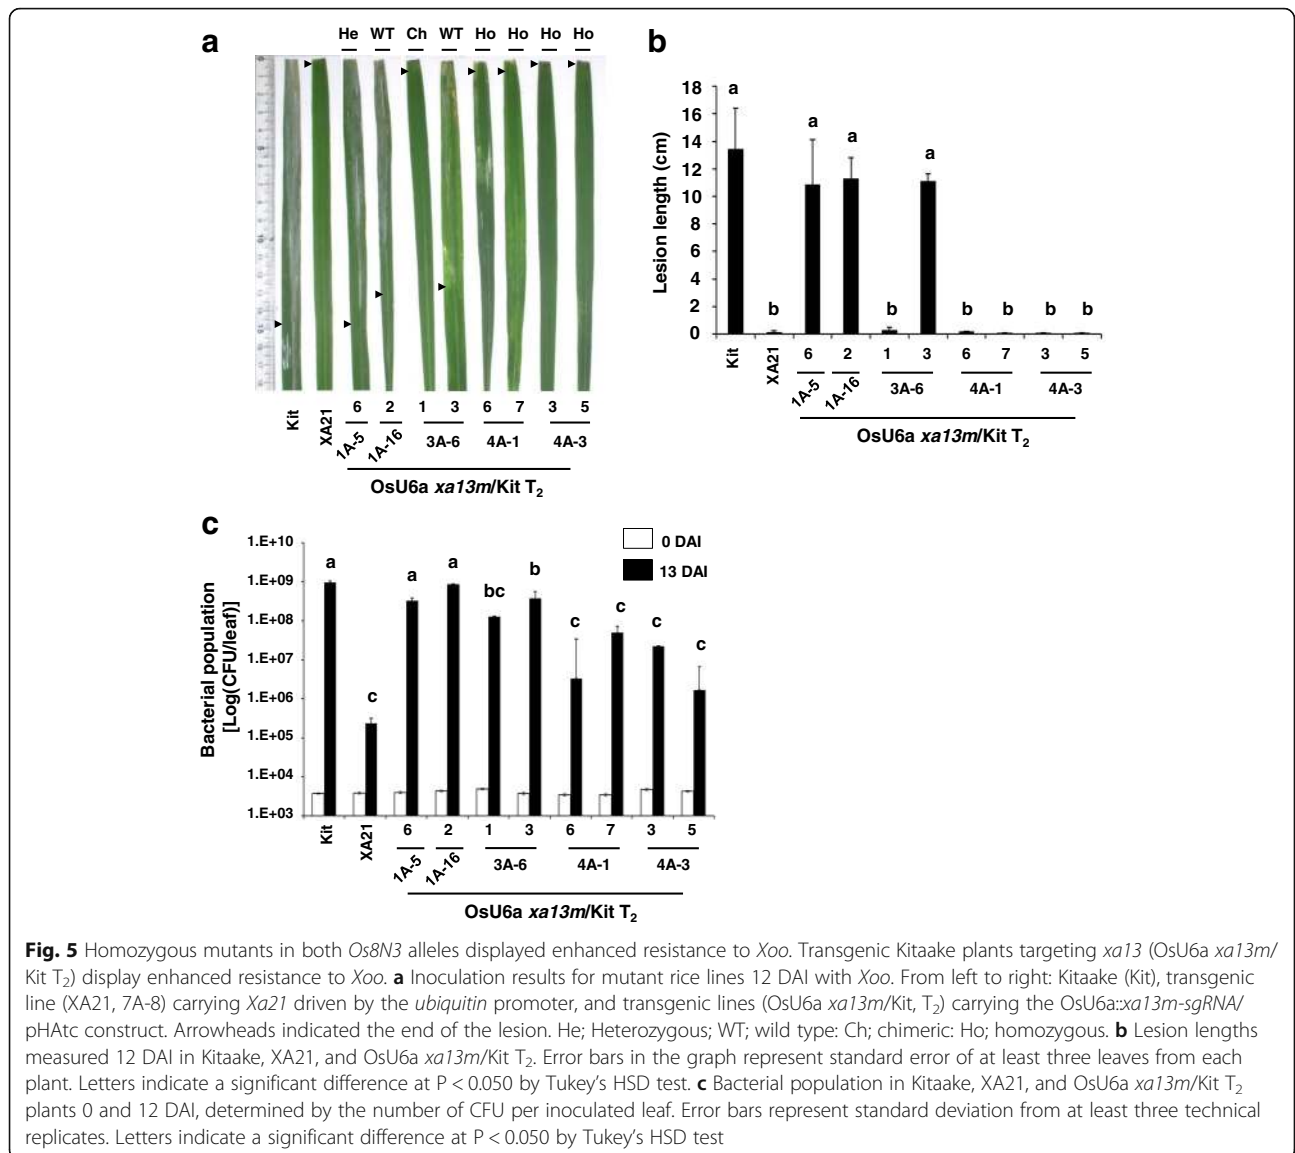 a
He WT Ch WT Ho Ho Ho Ho
Kit XA21 6 2 1 3 6 7 3 5
1A-5 1A-16 3A-6 4A-1 4A-3
OsU6a xa13m/Kit T2
b
Lesion length (cm)
18
16
14
12
10
8
6
4
2
0
a b a a b a b b b b
Kit XA21 6 2 1 3 6 7 3 5
1A-5 1A-16 3A-6 4A-1 4A-3
OsU6a xa13m/Kit T2
c
Bacterial population
[Log(CFU/leaf)]
1.E+10
1.E+09
1.E+08
1.E+07
1.E+06
1.E+05
1.E+04
1.E+03
0 DAI
13 DAI
a c a a bc b c c c c
Kit XA21 6 2 1 3 6 7 3 5
1A-5 1A-16 3A-6 4A-1 4A-3
OsU6a xa13m/Kit T2
Fig. 5 Homozygous mutants in both Os8N3 alleles displayed enhanced resistance to Xoo. Transgenic Kitaake plants targeting xa13 (OsU6a xa13m/
Kit T2) display enhanced resistance to Xoo. a Inoculation results for mutant rice lines 12 DAI with Xoo. From left to right: Kitaake (Kit), transgenic
line (XA21, 7A-8) carrying Xa21 driven by the ubiquitin promoter, and transgenic lines (OsU6a xa13m/Kit, T2) carrying the OsU6a::xa13m-sgRNA/
pHAtc construct. Arrowheads indicated the end of the lesion. He; Heterozygous; WT; wild type: Ch; chimeric: Ho; homozygous. b Lesion lengths
measured 12 DAI in Kitaake, XA21, and OsU6a xa13m/Kit T2. Error bars in the graph represent standard error of at least three leaves from each
plant. Letters indicate a significant difference at P < 0.050 by Tukey's HSD test. c Bacterial population in Kitaake, XA21, and OsU6a xa13m/Kit T2
plants 0 and 12 DAI, determined by the number of CFU per inoculated leaf. Error bars represent standard deviation from at least three technical
replicates. Letters indicate a significant difference at P < 0.050 by Tukey's HSD test